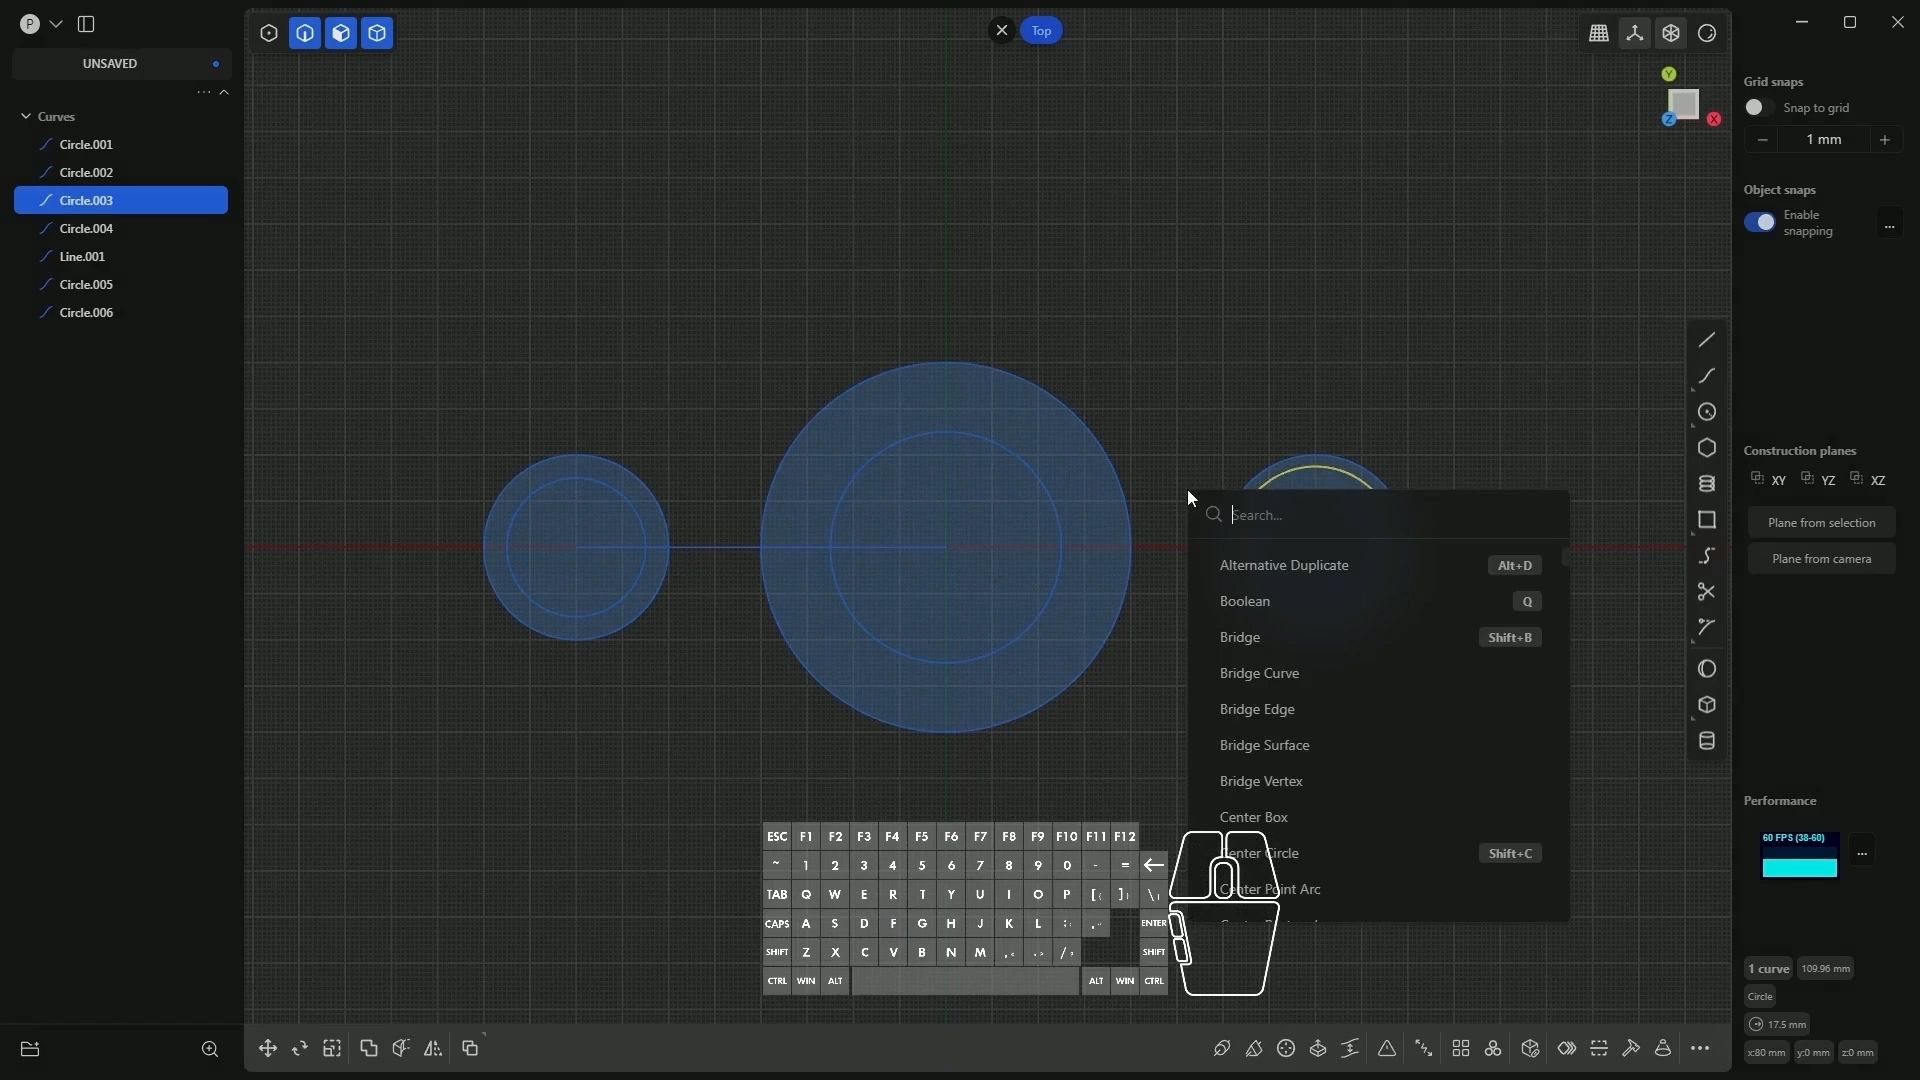 P
UNSAVED
Curves
Circle.001
Circle.002
Circle.003
Circle.004
Line.001
Circle.005
Circle.006
Top
Y
Z
X
Grid snaps
Snap to grid
1 mm
Object snaps
Enable
snapping
...
Construction planes
XY
YZ
XZ
Plane from selection
Plane from camera
Performance
60 FPS (38-60)
...
1 curve
109.96 mm
Circle
17.5 mm
x:80 mm
y:0 mm
z:0 mm
Search...
Alternative Duplicate Alt+D
Boolean Q
Bridge Shift+B
Bridge Curve
Bridge Edge
Bridge Surface
Bridge Vertex
Center Box
Center Circle Shift+C
Center Point Arc
ESC F1 F2 F3 F4 F5 F6 F7 F8 F9 F10 F11 F12
~ 1 2 3 4 5 6 7 8 9 0 - =
TAB Q W E R T Y U I O P [{ ]} \|
CAPS A S D F G H J K L ;: ENTER
SHIFT Z X C V B N M ,< .> /? SHIFT
CTRL WIN ALT ALT WIN CTRL